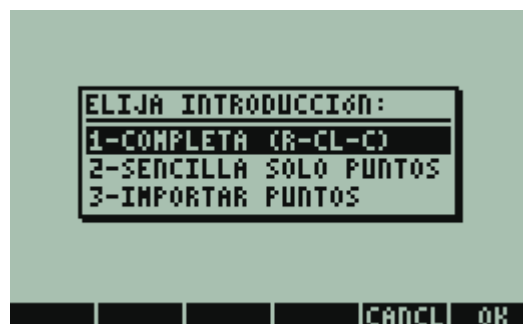 ELIJA INTRODUCCIóN:
1-COMPLETA (R-CL-C)
2-SENCILLA SOLO PUNTOS
3-IMPORTAR PUNTOS
CANCL OK